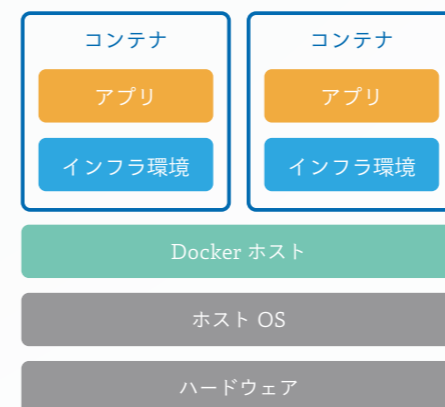 コンテナ
コンテナ
アプリ
アプリ
インフラ環境
インフラ環境
Docker ホスト
ホスト OS
ハードウェア